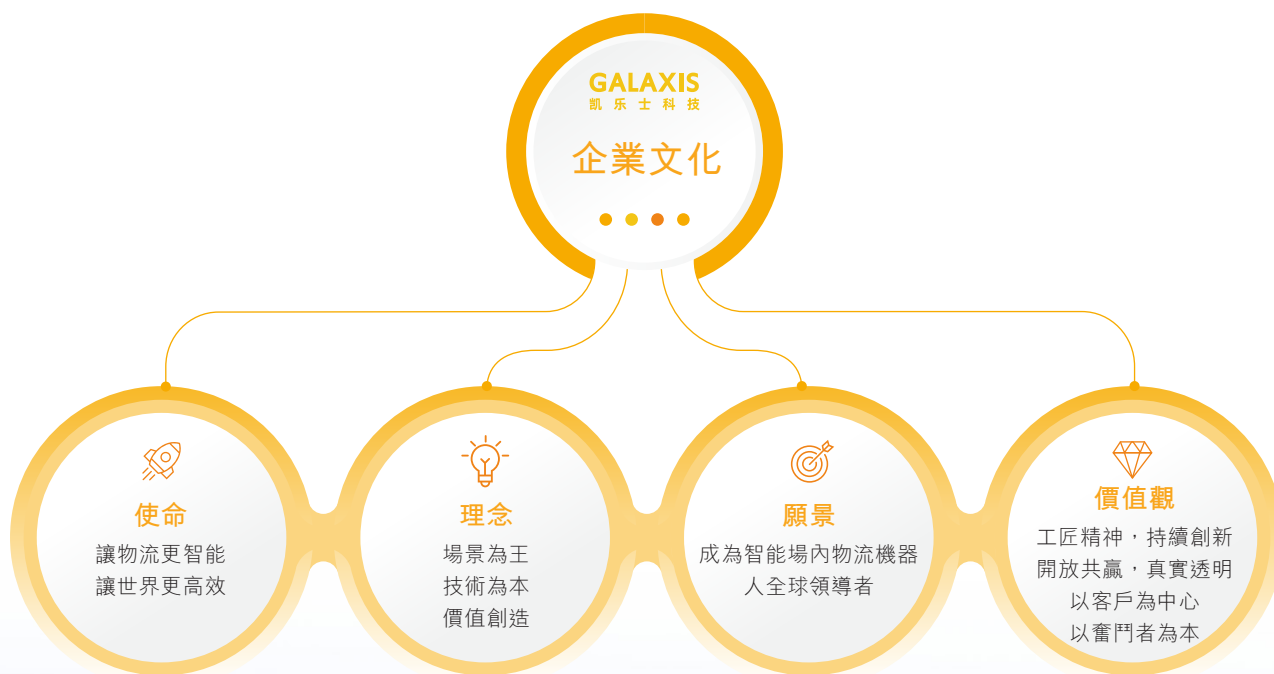 GALAXIS
凯乐士科技
企業文化
使命
讓物流更智能
讓世界更高效
理念
場景為王
技術為本
價值創造
願景
成為智能場內物流機器
人全球領導者
價值觀
工匠精神，持續創新
開放共贏，真實透明
以客戶為中心
以奮鬥者為本